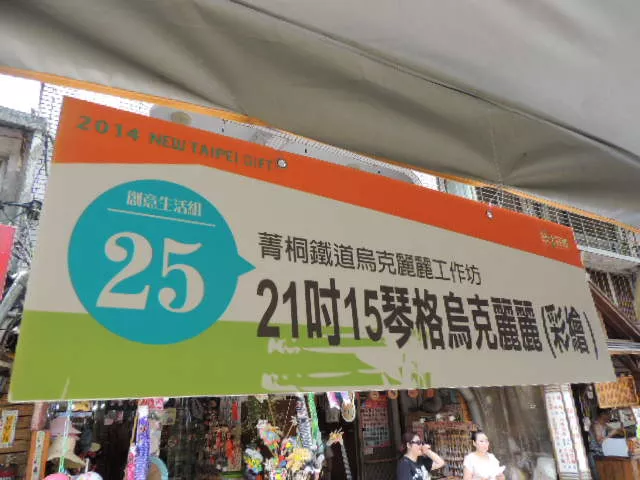 2014 NEW TAIPEI GIFT
創意生活組
25
菁桐鐵道烏克麗麗工作坊
21吋15琴格烏克麗麗(彩繪)